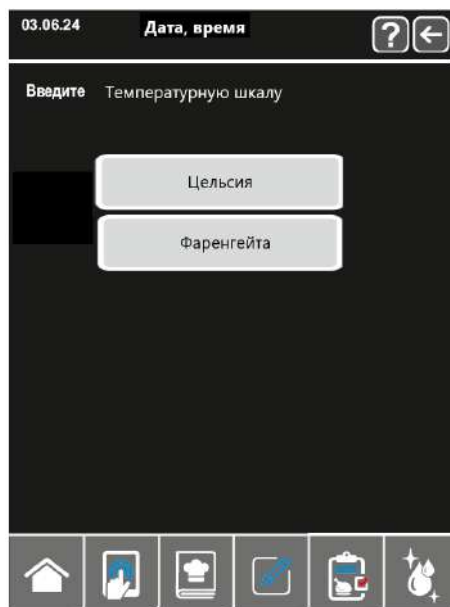 03.06.24 Дата, время ?
Введите Температурную шкалу
Цельсия
Фаренгейта